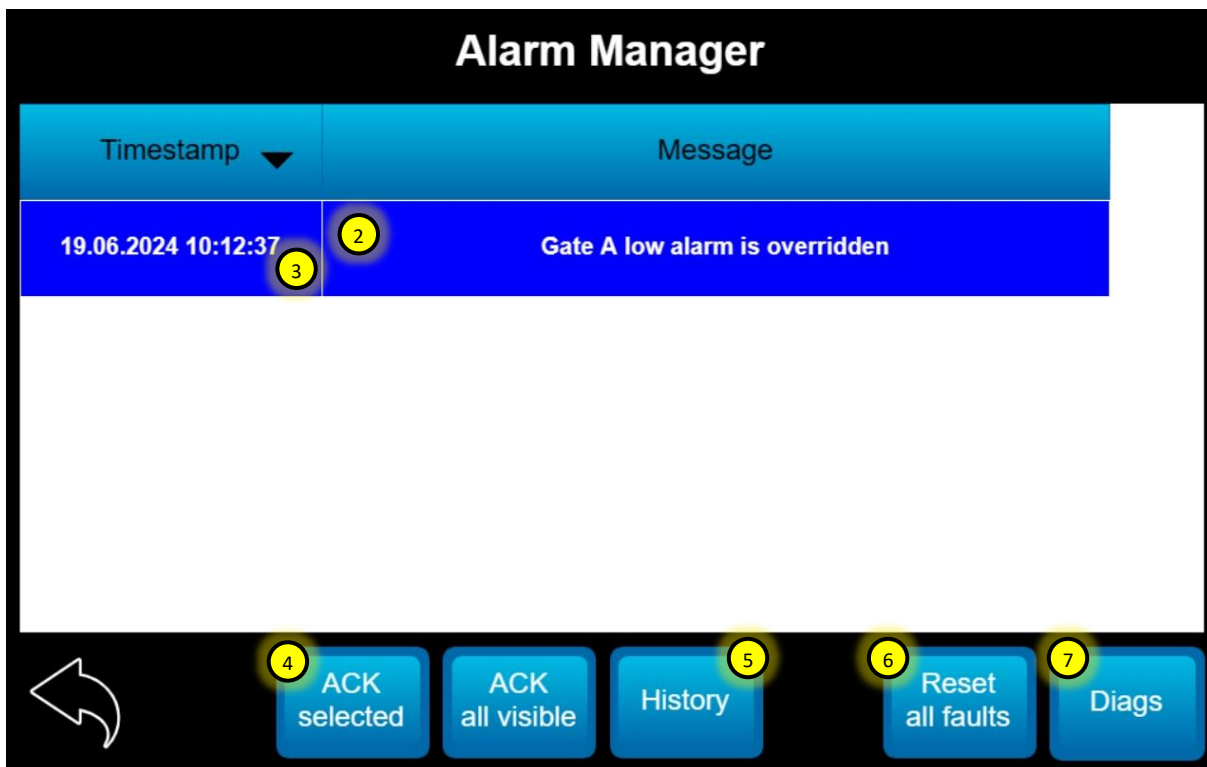 Alarm Manager
Timestamp
Message
19.06.2024 10:12:37
2
Gate A low alarm is overridden
3
4
ACK
selected
ACK
all visible
5
History
6
Reset
all faults
7
Diags